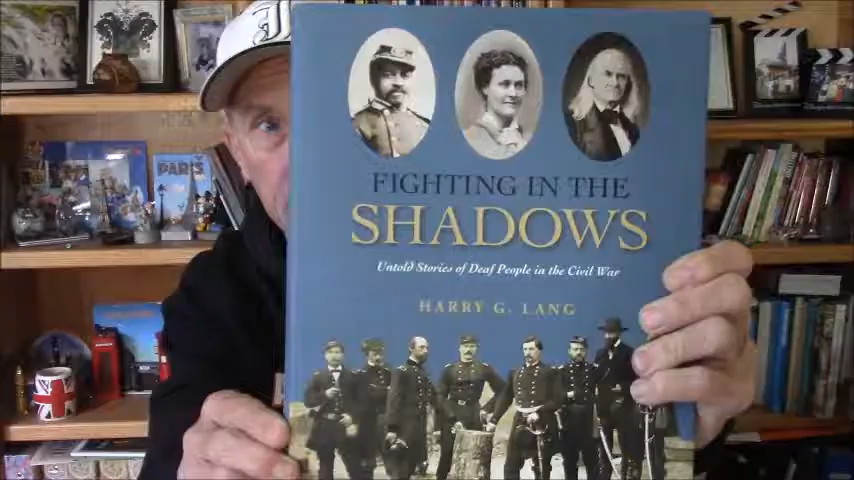 PARIS
FIGHTING IN THE
SHADOWS
Untold Stories of Deaf People in the Civil War
HARRY G. LANG